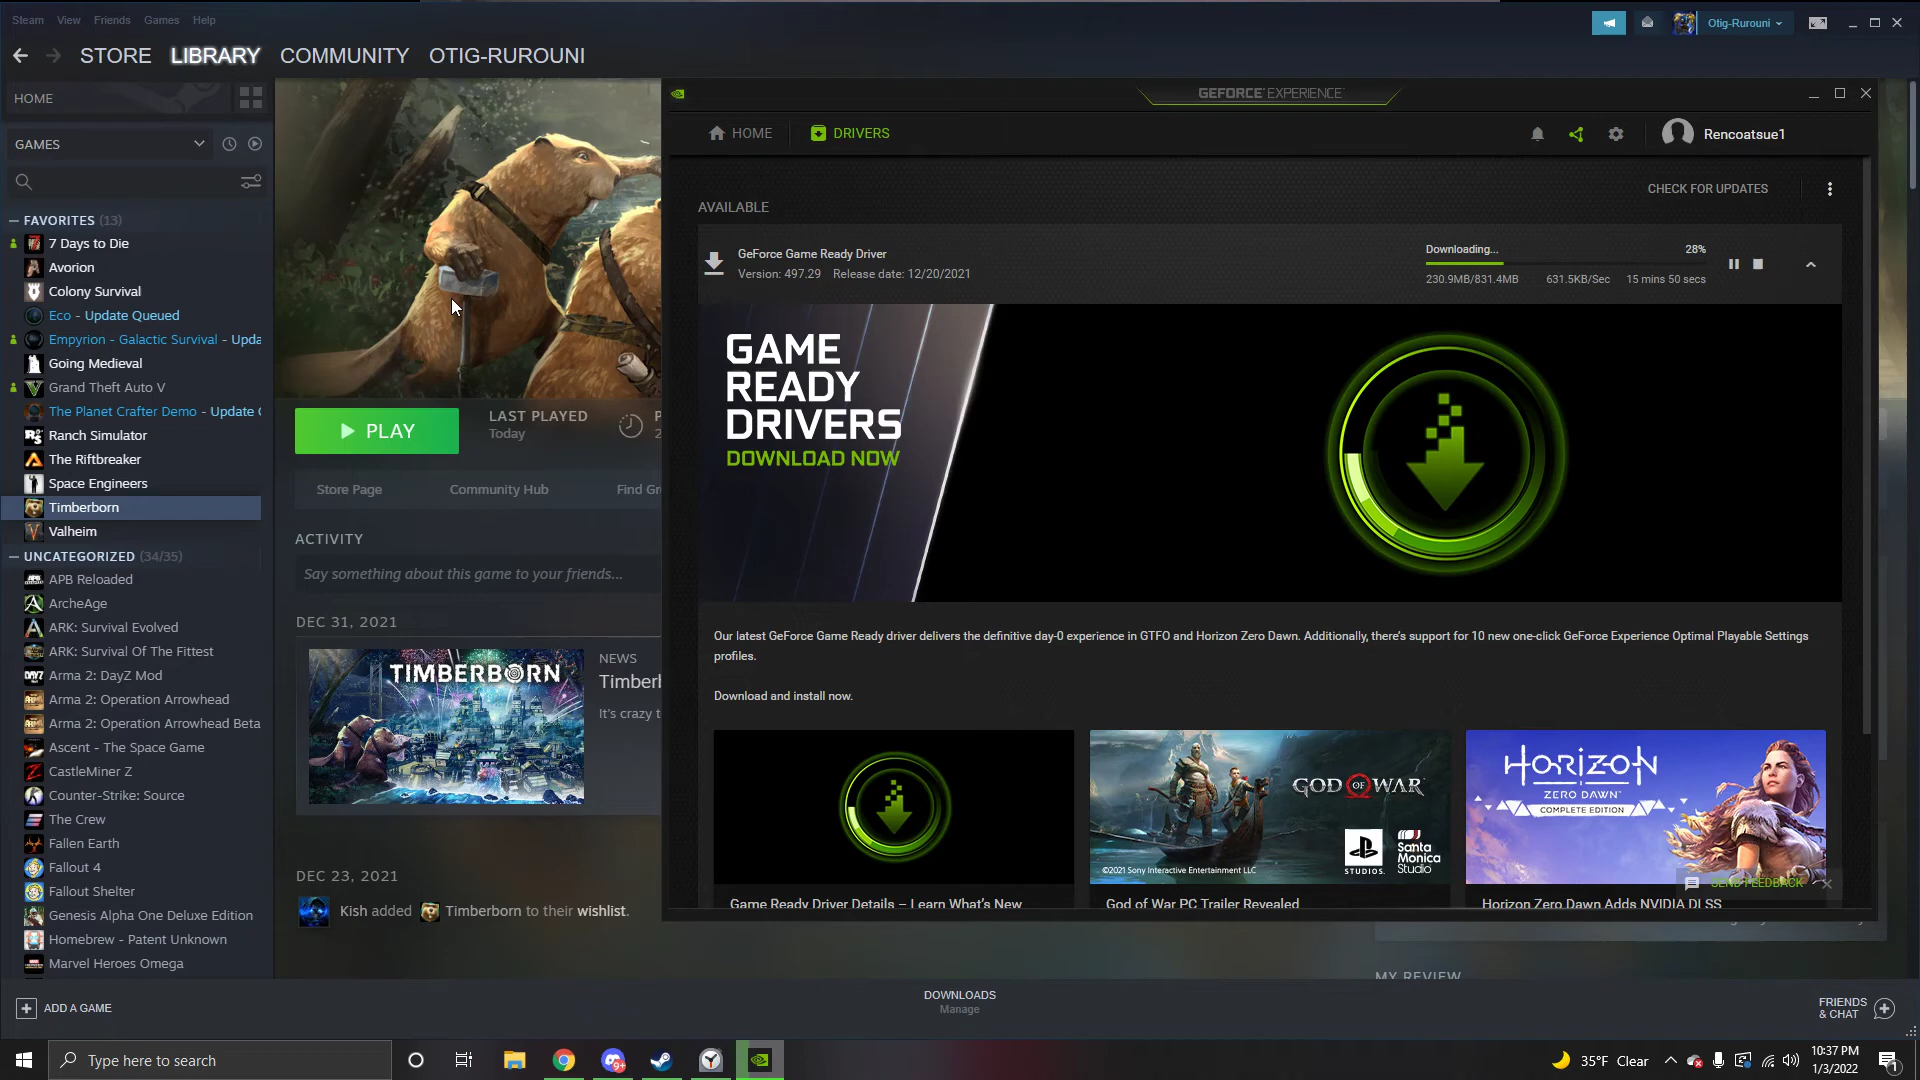 Steam View Friends Games Help
Otig-Rurouni
STORE LIBRARY COMMUNITY OTIG-RUROUNI
HOME
GAMES
FAVORITES (13)
7 Days to Die
Avorion
Colony Survival
Eco - Update Queued
Empyrion - Galactic Survival - Upda
Going Medieval
Grand Theft Auto V
The Planet Crafter Demo - Update
Ranch Simulator
The Riftbreaker
Space Engineers
Timberborn
Valheim
UNCATEGORIZED (34/35)
APB Reloaded
ArcheAge
ARK: Survival Evolved
ARK: Survival Of The Fittest
Arma 2: DayZ Mod
Arma 2: Operation Arrowhead
Arma 2: Operation Arrowhead Beta
Ascent - The Space Game
CastleMiner Z
Counter-Strike: Source
The Crew
Fallen Earth
Fallout 4
Fallout Shelter
Genesis Alpha One Deluxe Edition
Homebrew - Patent Unknown
Marvel Heroes Omega
ADD A GAME
PLAY
LAST PLAYED
Today
Store Page Community Hub Find Gr
ACTIVITY
Say something about this game to your friends...
DEC 31, 2021
TIMBERBORN
NEWS
Timberl
It's crazy t
DEC 23, 2021
Kish added Timberborn to their wishlist.
GEFORCE EXPERIENCE
HOME DRIVERS
Rencoatsue1
CHECK FOR UPDATES
AVAILABLE
GeForce Game Ready Driver
Version: 497.29 Release date: 12/20/2021
Downloading... 28%
230.9MB/831.4MB 631.5KB/Sec 15 mins 50 secs
GAME
READY
DRIVERS
DOWNLOAD NOW
Our latest GeForce Game Ready driver delivers the definitive day-0 experience in GTFO and Horizon Zero Dawn. Additionally, there's support for 10 new one-click GeForce Experience Optimal Playable Settings
profiles.
Download and install now.
GOD OF WAR
©2021 Sony Interactive Entertainment LLC
STUDIOS.
Santa
Monica
Studio
HORIZON
ZERO DAWN
COMPLETE EDITION
SEND FEEDBACK
Game Ready Driver Details – Learn What's New
God of War PC Trailer Revealed
Horizon Zero Dawn Adds NVIDIA DLSS
MY REVIEW
DOWNLOADS
Manage
FRIENDS
& CHAT
Type here to search
9+
35°F Clear
10:37 PM
1/3/2022
1